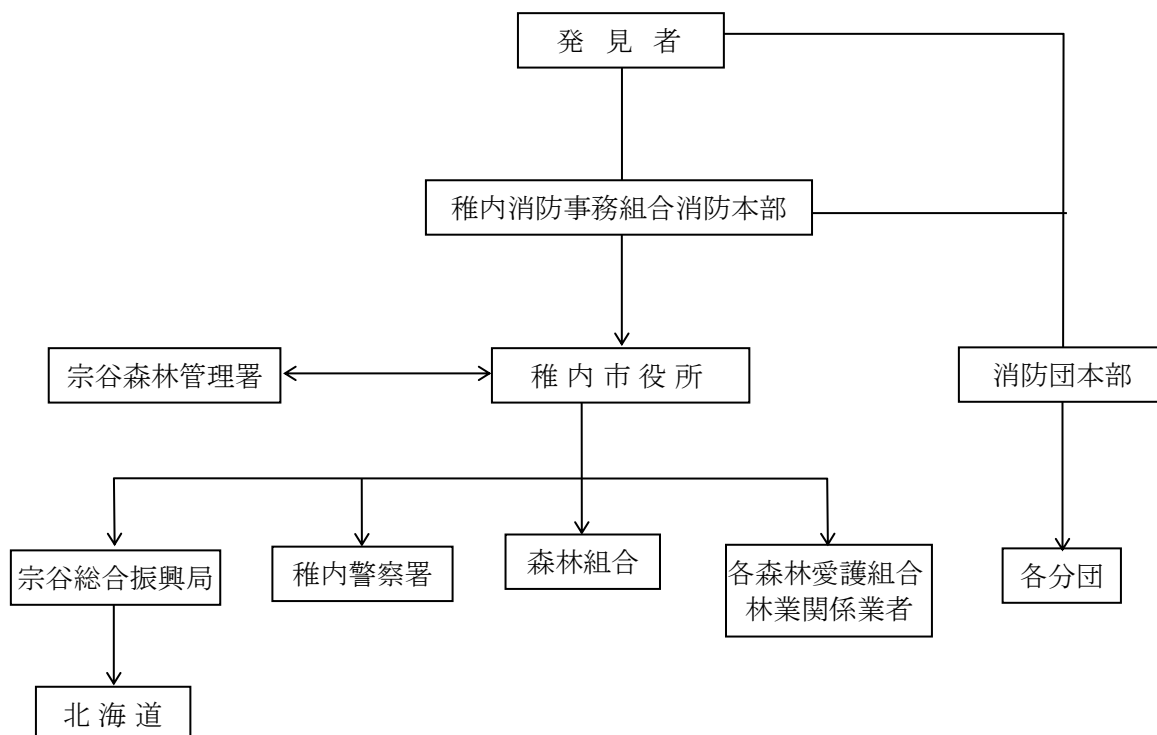 発見者
稚内消防事務組合消防本部
宗谷森林管理署
稚内市役所
消防団本部
宗谷総合振興局
稚内警察署
森林組合
各森林愛護組合
林業関係業者
各分団
北海道